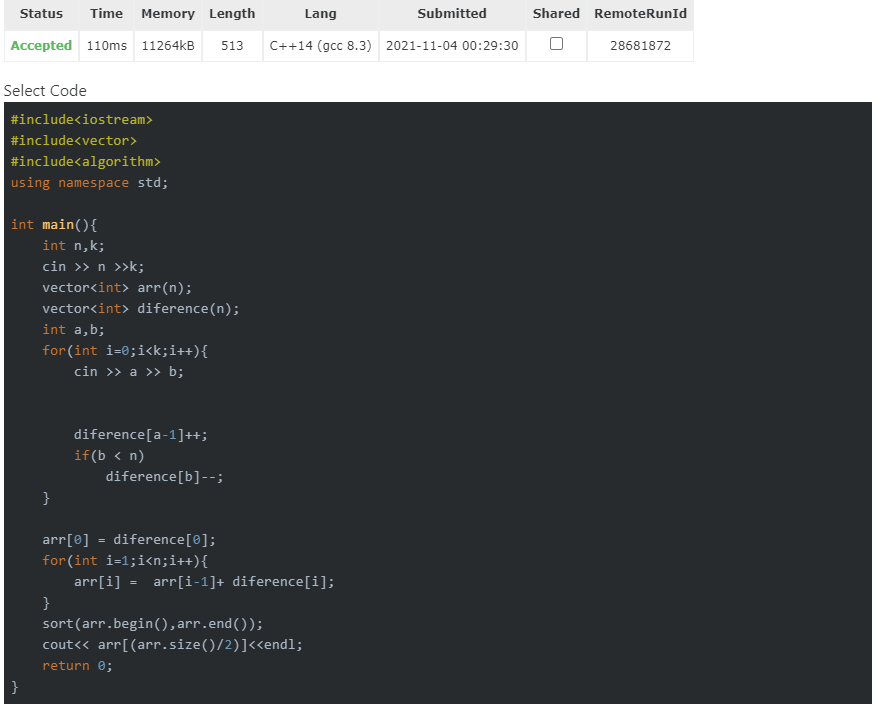 Status Time Memory Length Lang Submitted Shared RemoteRunId
Accepted 110ms 11264kB 513 C++14 (gcc 8.3) 2021-11-04 00:29:30 28681872
Select Code
#include<iostream>
#include<vector>
#include<algorithm>
using namespace std;

int main(){
    int n,k;
    cin >> n >>k;
    vector<int> arr(n);
    vector<int> diference(n);
    int a,b;
    for(int i=0;i<k;i++){
        cin >> a >> b;


        diference[a-1]++;
        if(b < n)
            diference[b]--;
    }

    arr[0] = diference[0];
    for(int i=1;i<n;i++){
        arr[i] =  arr[i-1]+ diference[i];
    }
    sort(arr.begin(),arr.end());
    cout<< arr[(arr.size()/2)]<<endl;
    return 0;
}